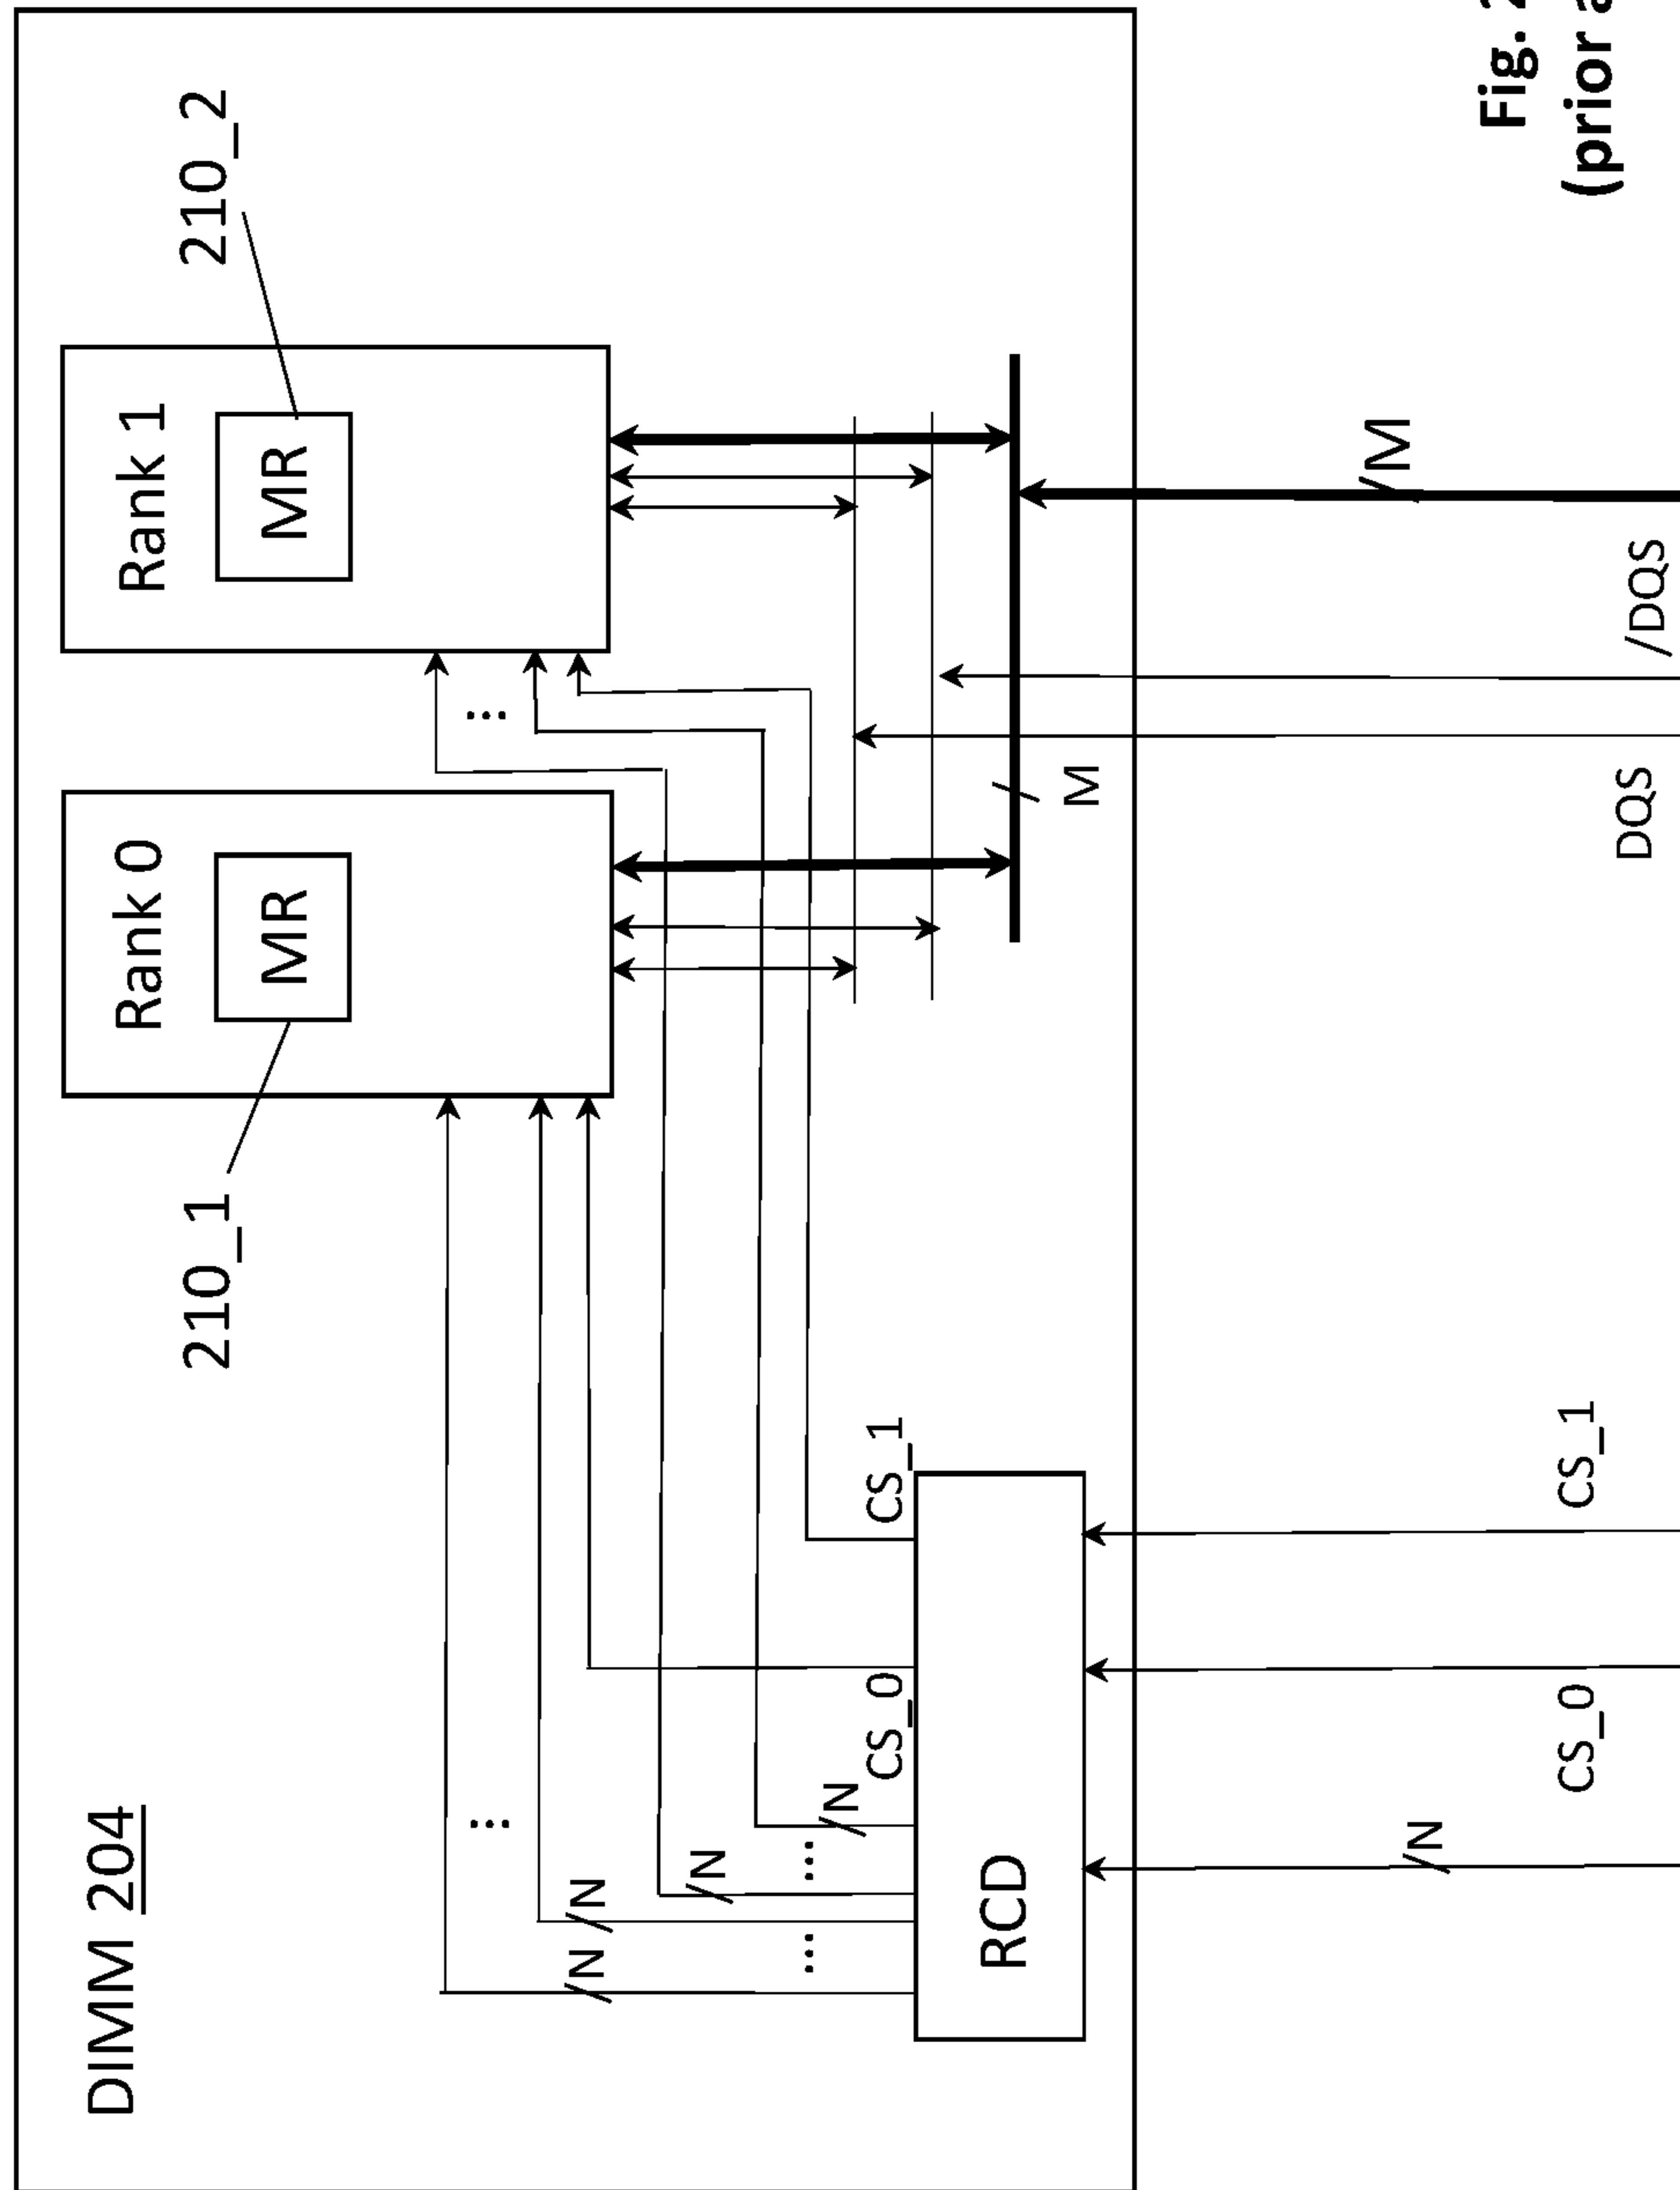 DIMM 204
Rank 0
Rank 1
210_1
210_2
MR
MR
...
...
N
N
N
...
...
N
CS_0
CS_1
RCD
M
M
N
Fig.
CS_0
CS_1
(prior
DQS
/DQS